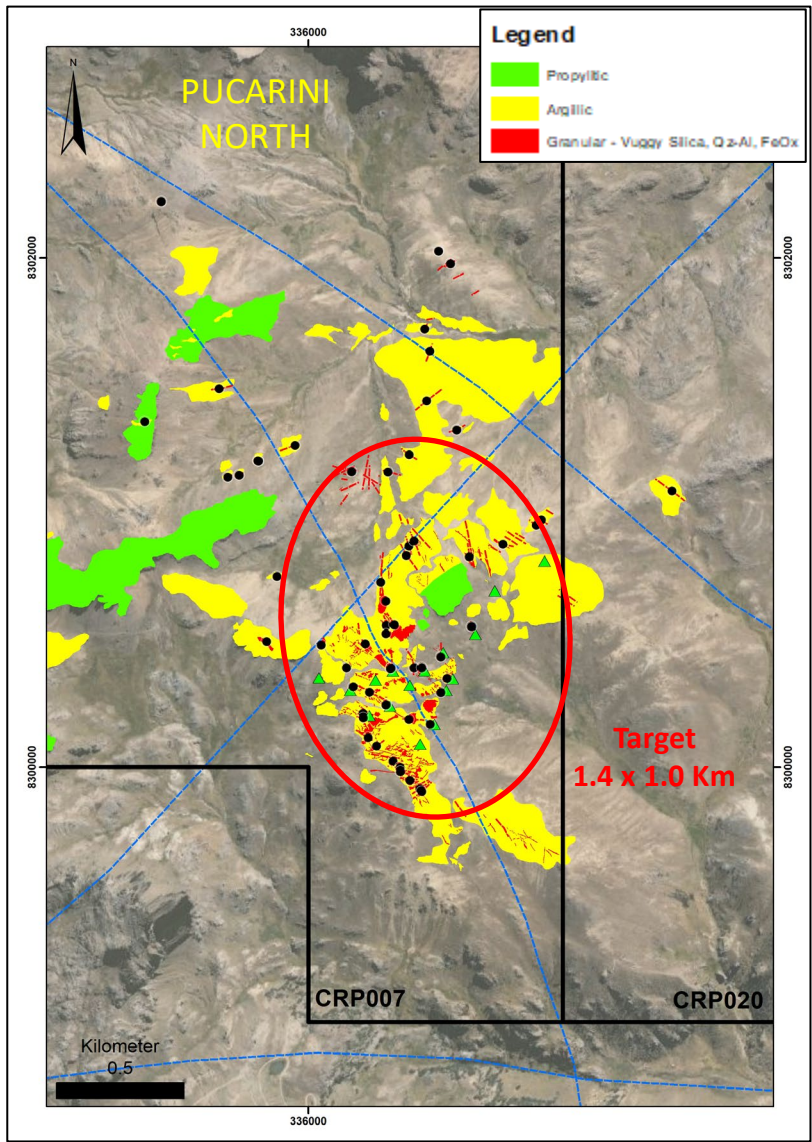 336000
Legend
Propylitic
Argillic
Granular - Vuggy Silica, Qz-Al, FeOx
N
PUCARINI
NORTH
8302000
8302000
Target
1.4 x 1.0 Km
8300000
8300000
CRP007
CRP020
Kilometer
0.5
336000